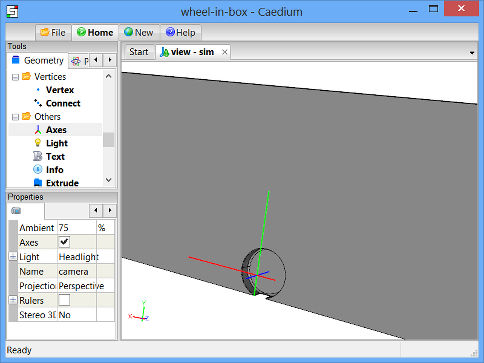 wheel-in-box - Caedium
File
Home
New
Help
Tools
Geometry
Start
view - sim
Vertices
Vertex
Connect
Others
Axes
Light
Text
Info
Extrude
Properties
Ambient 75 %
Axes
Light Headlight
Name camera
Projection Perspective
Rulers
Stereo 3D No
Ready